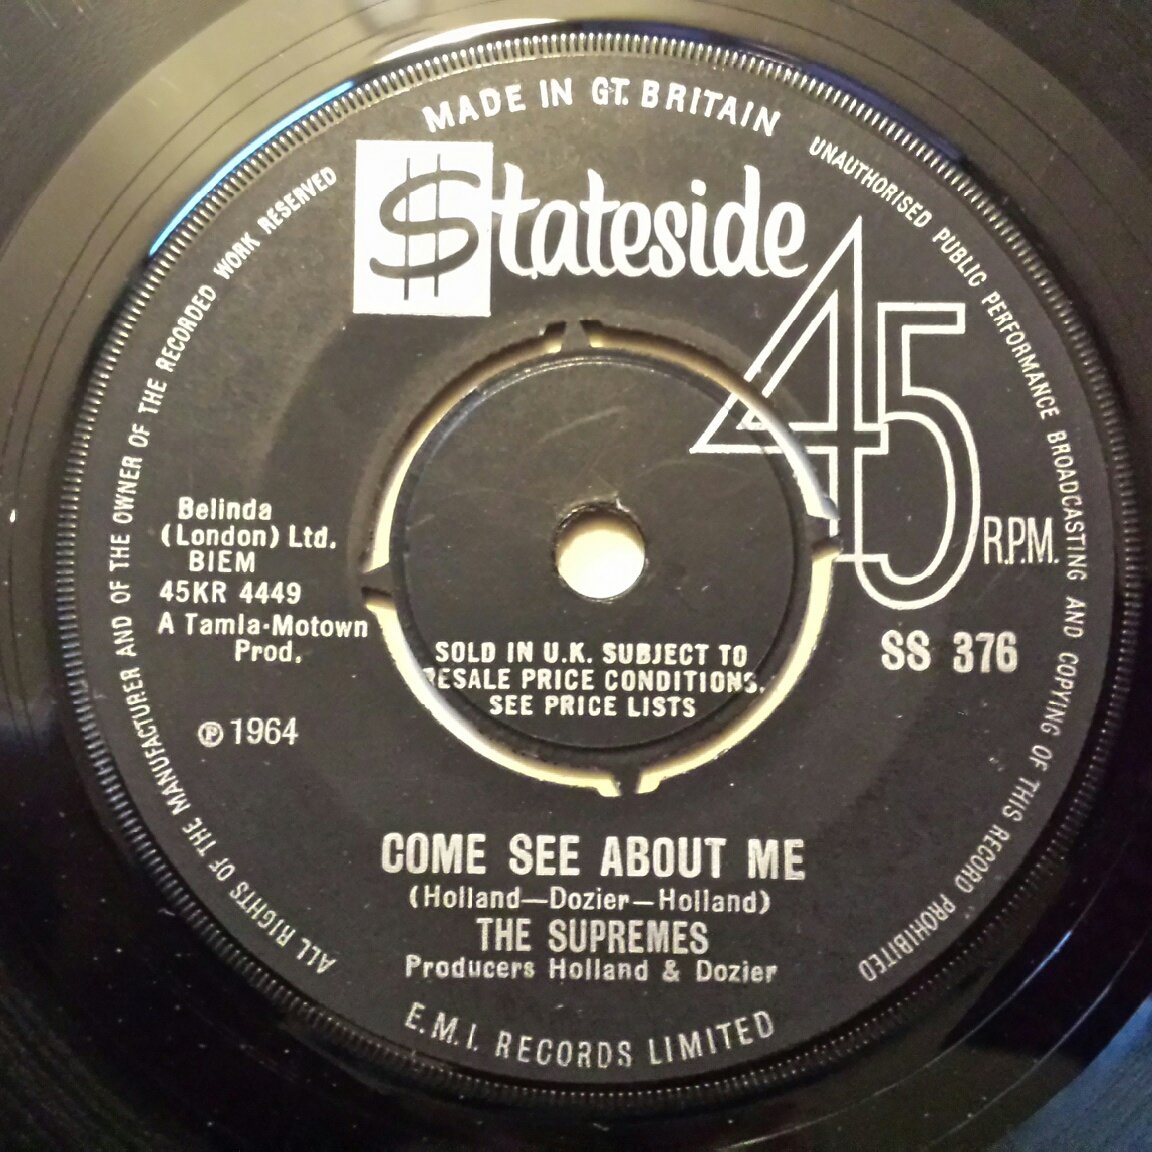 MADE IN GT. BRITAIN
Stateside
45
R.P.M.
UNAUTHORISED PUBLIC PERFORMANCE BROADCASTING AND COPYING OF THIS RECORD PROHIBITED
ALL RIGHTS OF THE MANUFACTURER AND OF THE OWNER OF THE RECORDED WORK RESERVED
Belinda
(London) Ltd.
BIEM
45KR 4449
A Tamla-Motown
Prod.
℗ 1964
SS 376
SOLD IN U.K. SUBJECT TO
RESALE PRICE CONDITIONS.
SEE PRICE LISTS
COME SEE ABOUT ME
(Holland—Dozier—Holland)
THE SUPREMES
Producers Holland & Dozier
E.M.I. RECORDS LIMITED